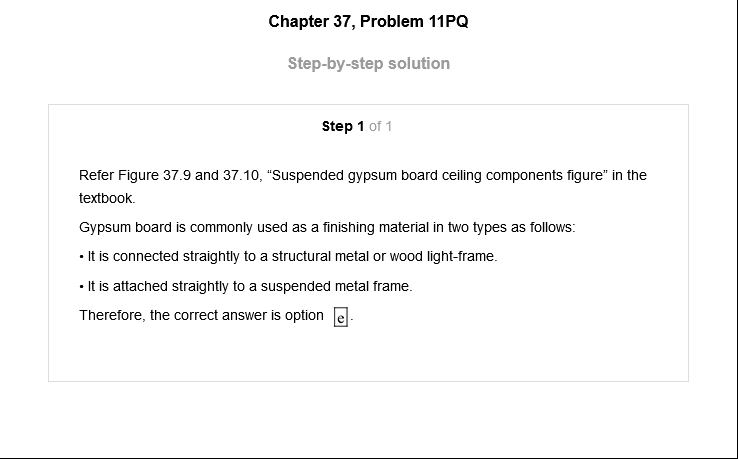 Chapter 37, Problem 11PQ
Step-by-step solution
Step 1 of 1
Refer Figure 37.9 and 37.10, “Suspended gypsum board ceiling components figure” in the
textbook.
Gypsum board is commonly used as a finishing material in two types as follows:
• It is connected straightly to a structural metal or wood light-frame.
• It is attached straightly to a suspended metal frame.
Therefore, the correct answer is option e.